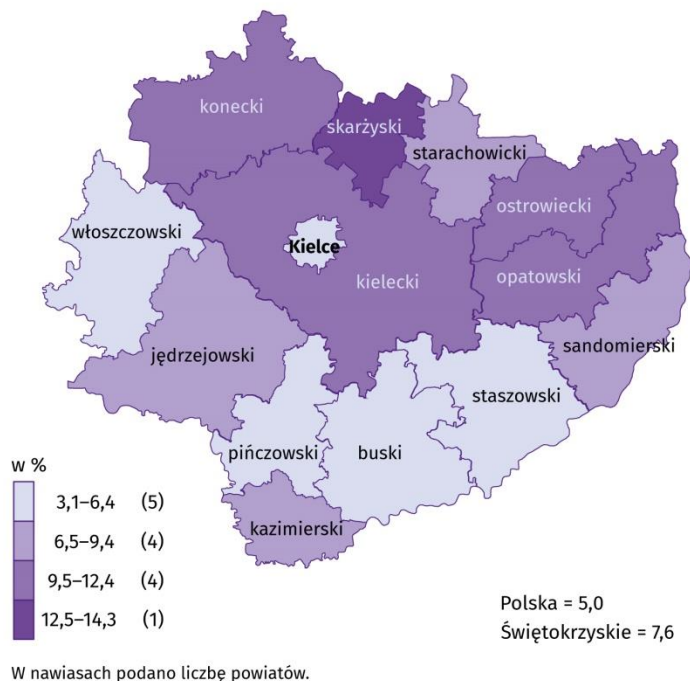 konecki
skarżyski
starachowicki
włoszczowski
ostrowiecki
Kielce
kielecki
opatowski
jędrzejowski
sandomierski
staszowski
pińczowski
buski
kazimierski
w %
3,1–6,4 (5)
6,5–9,4 (4)
9,5–12,4 (4)
12,5–14,3 (1)
Polska = 5,0
Świętokrzyskie = 7,6
W nawiasach podano liczbę powiatów.